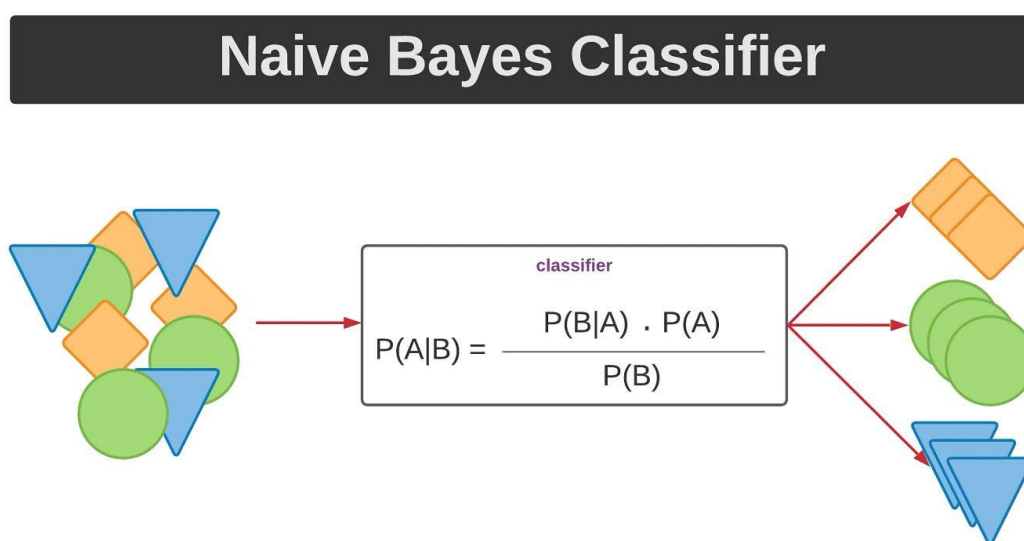 Naive Bayes Classifier
classifier
P(B|A) . P(A)
P(A|B) =
P(B)